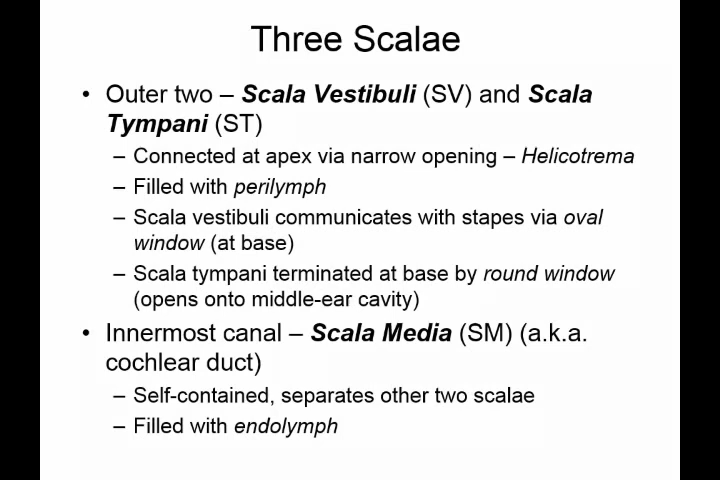 Three Scalae
• Outer two – Scala Vestibuli (SV) and Scala
Tympani (ST)
– Connected at apex via narrow opening – Helicotrema
– Filled with perilymph
– Scala vestibuli communicates with stapes via oval
window (at base)
– Scala tympani terminated at base by round window
(opens onto middle-ear cavity)
• Innermost canal – Scala Media (SM) (a.k.a.
cochlear duct)
– Self-contained, separates other two scalae
– Filled with endolymph